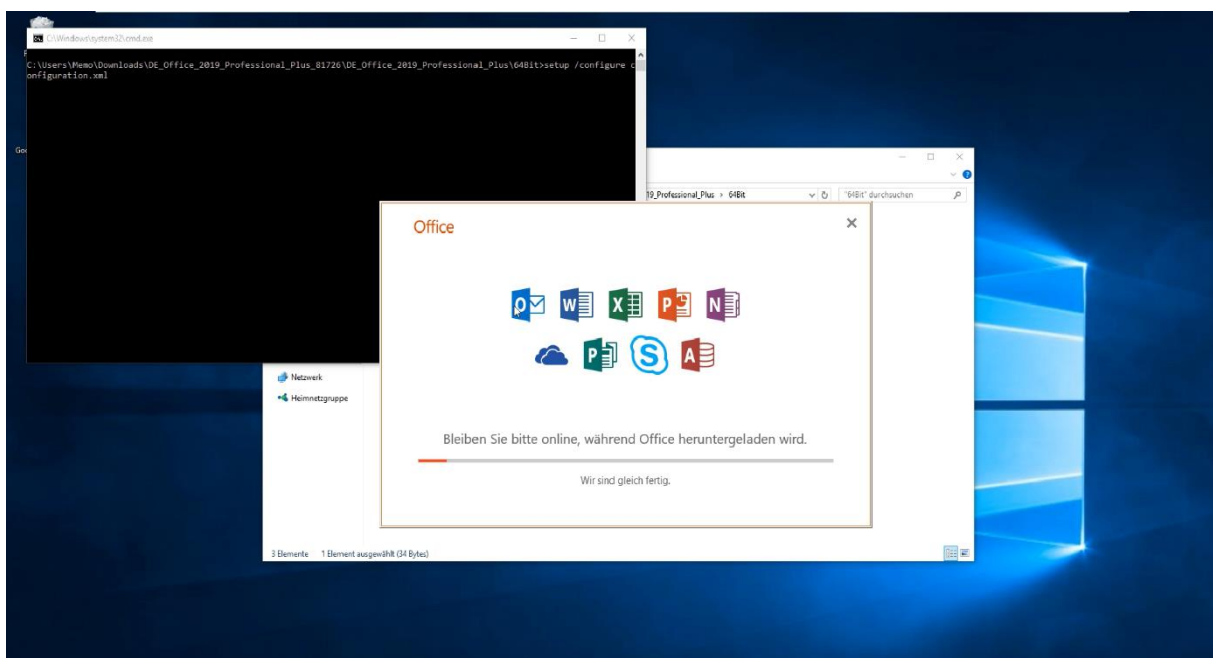 C:\Windows\system32\cmd.exe
C:\Users\Memo\Downloads\DE_Office_2019_Professional_Plus_81726\DE_Office_2019_Professional_Plus\64Bit>setup /configure c
onfiguration.xml
19_Professional_Plus > 64Bit
"64Bit" durchsuchen
Office
Netzwerk
Heimnetzgruppe
Bleiben Sie bitte online, während Office heruntergeladen wird.
Wir sind gleich fertig.
3 Elemente 1 Element ausgewählt (34 Bytes)